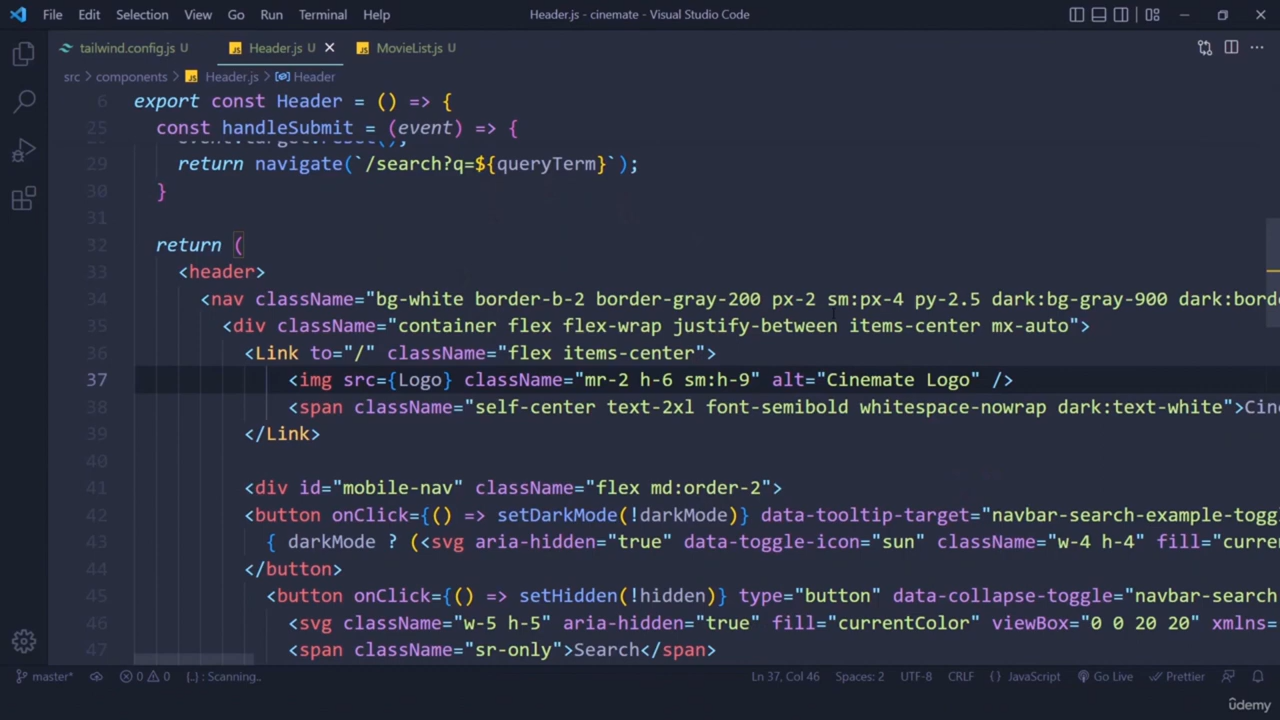 File Edit Selection View Go Run Terminal Help Header.js - cinemate - Visual Studio Code
tailwind.config.js U Header.js U MovieList.js U
src > components > Header.js > Header
6 export const Header = () => {
25 const handleSubmit = (event) => {
event.target.reset();
29 return navigate(`/search?q=${queryTerm}`);
30 }
31
32 return (
33 <header>
34 <nav className="bg-white border-b-2 border-gray-200 px-2 sm:px-4 py-2.5 dark:bg-gray-900 dark:bord
35 <div className="container flex flex-wrap justify-between items-center mx-auto">
36 <Link to="/" className="flex items-center">
37 <img src={Logo} className="mr-2 h-6 sm:h-9" alt="Cinemate Logo" />
38 <span className="self-center text-2xl font-semibold whitespace-nowrap dark:text-white">Cin
39 </Link>
40
41 <div id="mobile-nav" className="flex md:order-2">
42 <button onClick={() => setDarkMode(!darkMode)} data-tooltip-target="navbar-search-example-togg
43 { darkMode ? (<svg aria-hidden="true" data-toggle-icon="sun" className="w-4 h-4" fill="curre
44 </button>
45 <button onClick={() => setHidden(!hidden)} type="button" data-collapse-toggle="navbar-search
46 <svg className="w-5 h-5" aria-hidden="true" fill="currentColor" viewBox="0 0 20 20" xmlns=
47 <span className="sr-only">Search</span>
master* 0 0 {..} : Scanning.. Ln 37, Col 46 Spaces: 2 UTF-8 CRLF {} JavaScript Go Live Prettier
udemy